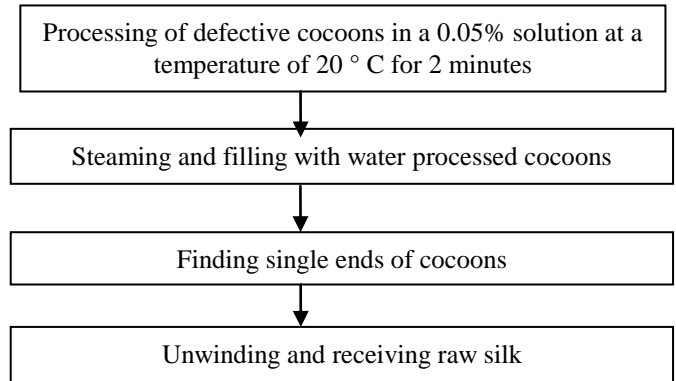 Processing of defective cocoons in a 0.05% solution at a
temperature of 20 ° C for 2 minutes
Steaming and filling with water processed cocoons
Finding single ends of cocoons
Unwinding and receiving raw silk